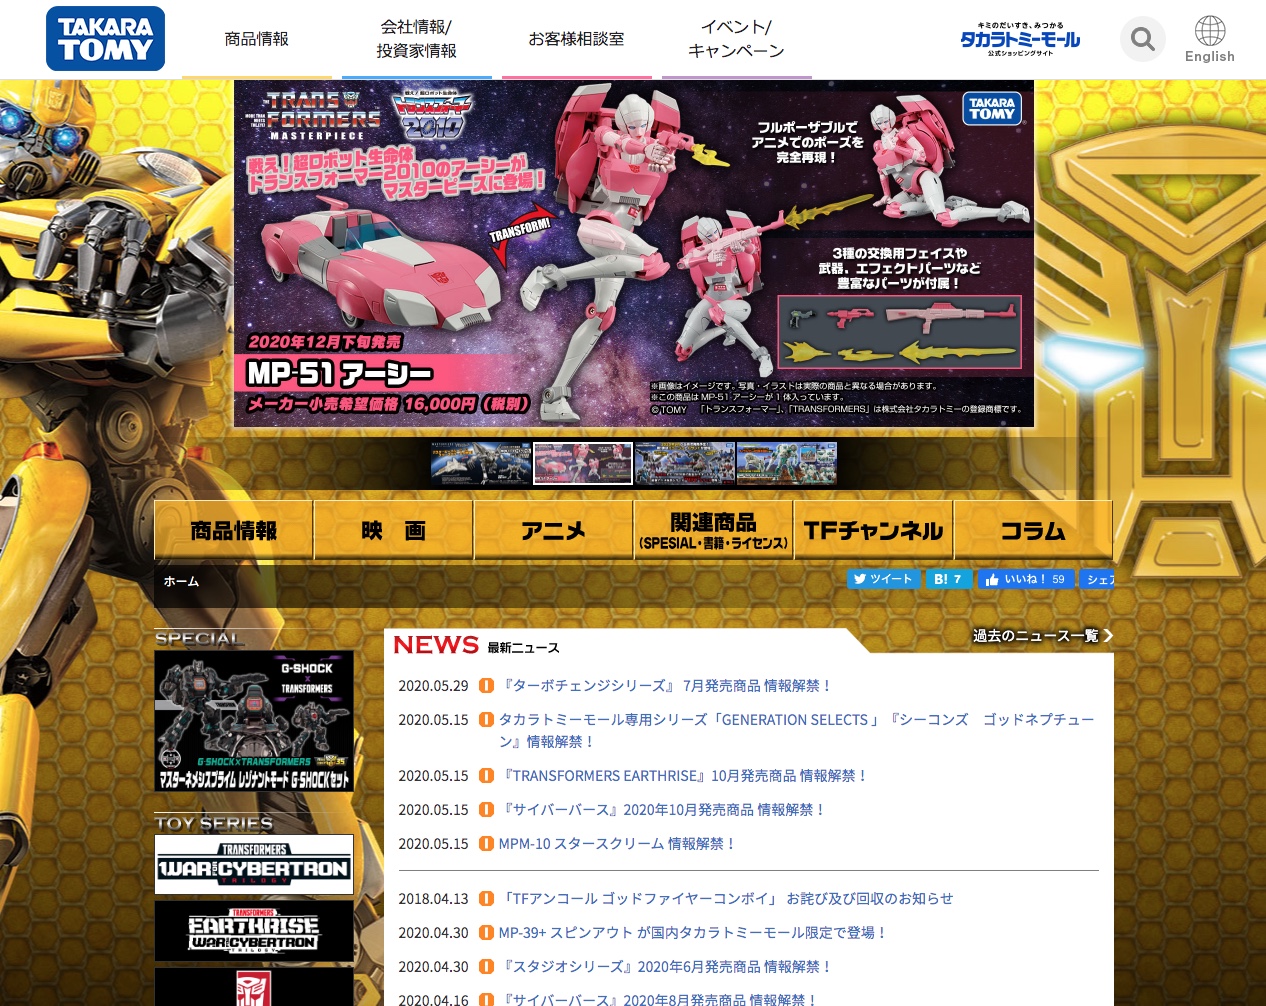 TAKARA
TOMY
商品情報
会社情報/
投資家情報
お客様相談室
イベント/
キャンペーン
キミのだいすき、みつかる
タカラトミーモール
公式ショッピングサイト
English
TRANSFORMERS
MASTERPIECE
戦え！超ロボット生命体
トランスフォーマー
2010
TAKARA
TOMY
戦え！超ロボット生命体
トランスフォーマー2010のアーシーが
マスターピースに登場！
TRANSFORM!
フルポーザブルで
アニメでのポーズを
完全再現！
3種の交換用フェイスや
武器、エフェクトパーツなど
豊富なパーツが付属！
2020年12月下旬発売
MP-51 アーシー
メーカー小売希望価格 16,000円（税別）
※画像はイメージです。写真・イラストは実際の商品と異なる場合があります。
※この商品は MP-51 アーシーが 1 体入っています。
©TOMY 「トランスフォーマー」、「TRANSFORMERS」は株式会社タカラトミーの登録商標です。
商品情報
映　画
アニメ
関連商品
(SPESIAL・書籍・ライセンス)
TFチャンネル
コラム
ホーム
ツイート
B! 7
いいね！ 59
シェア
SPECIAL
G-SHOCK
X
TRANSFORMERS
G-SHOCK×TRANSFORMERS
マスターネメシスプライム レゾナントモード G-SHOCKセット
TOY SERIES
TRANSFORMERS
WAR FOR CYBERTRON
TRILOGY
TRANSFORMERS
EARTHRISE
WAR FOR CYBERTRON
TRILOGY
NEWS 最新ニュース
過去のニュース一覧
2020.05.29 『ターボチェンジシリーズ』 7月発売商品 情報解禁！
2020.05.15 タカラトミーモール専用シリーズ「GENERATION SELECTS 」『シーコンズ　ゴッドネプチュー
ン』情報解禁！
2020.05.15 『TRANSFORMERS EARTHRISE』10月発売商品 情報解禁！
2020.05.15 『サイバーバース』2020年10月発売商品 情報解禁！
2020.05.15 MPM-10 スタースクリーム 情報解禁！
2018.04.13 「TFアンコール ゴッドファイヤーコンボイ」 お詫び及び回収のお知らせ
2020.04.30 MP-39+ スピンアウト が国内タカラトミーモール限定で登場！
2020.04.30 『スタジオシリーズ』2020年6月発売商品 情報解禁！
2020.04.16 『サイバーバース』2020年8月発売商品 情報解禁！